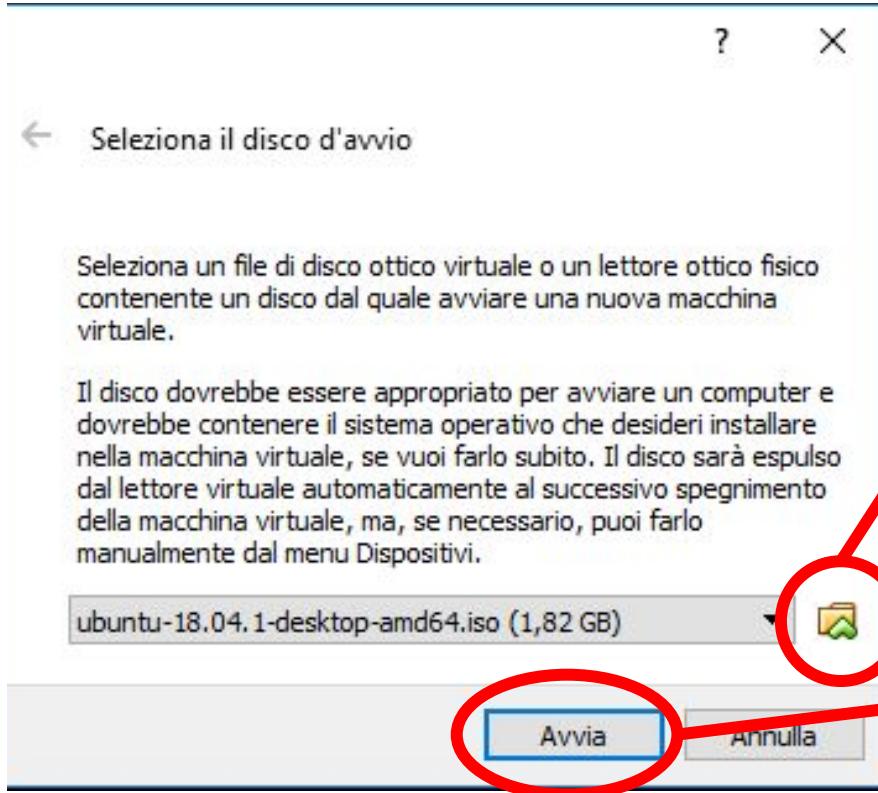 ?
Seleziona il disco d'avvio
Seleziona un file di disco ottico virtuale o un lettore ottico fisico
contenente un disco dal quale avviare una nuova macchina
virtuale.
Il disco dovrebbe essere appropriato per avviare un computer e
dovrebbe contenere il sistema operativo che desideri installare
nella macchina virtuale, se vuoi farlo subito. Il disco sarà espulso
dal lettore virtuale automaticamente al successivo spegnimento
della macchina virtuale, ma, se necessario, puoi farlo
manualmente dal menu Dispositivi.
ubuntu-18.04.1-desktop-amd64.iso (1,82 GB)
Avvia Annulla